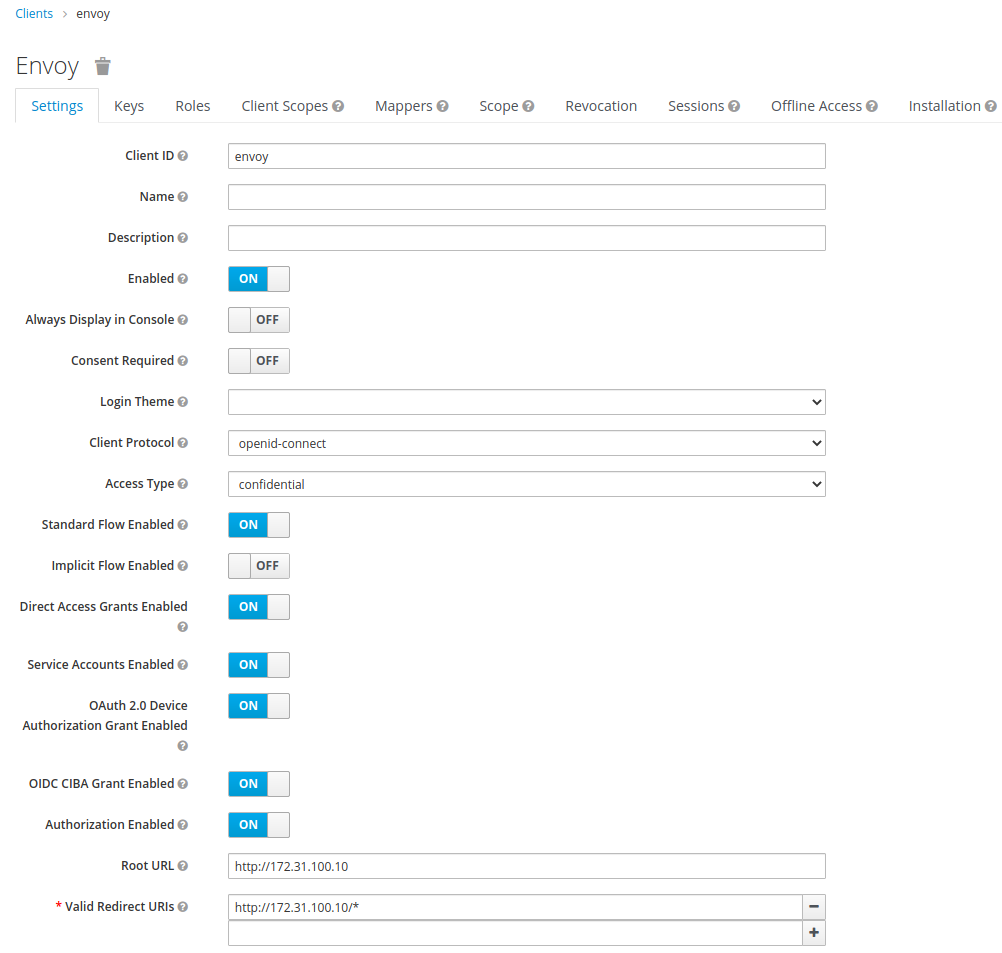 Clients > envoy
Envoy
Settings Keys Roles Client Scopes ? Mappers ? Scope ? Revocation Sessions ? Offline Access ? Installation ?
Client ID ? envoy
Name ?
Description ?
Enabled ? ON
Always Display in Console ? OFF
Consent Required ? OFF
Login Theme ?
Client Protocol ? openid-connect
Access Type ? confidential
Standard Flow Enabled ? ON
Implicit Flow Enabled ? OFF
Direct Access Grants Enabled ON
?
Service Accounts Enabled ? ON
OAuth 2.0 Device ON
Authorization Grant Enabled
?
OIDC CIBA Grant Enabled ? ON
Authorization Enabled ? ON
Root URL ? http://172.31.100.10
* Valid Redirect URIs ? http://172.31.100.10/* −
+